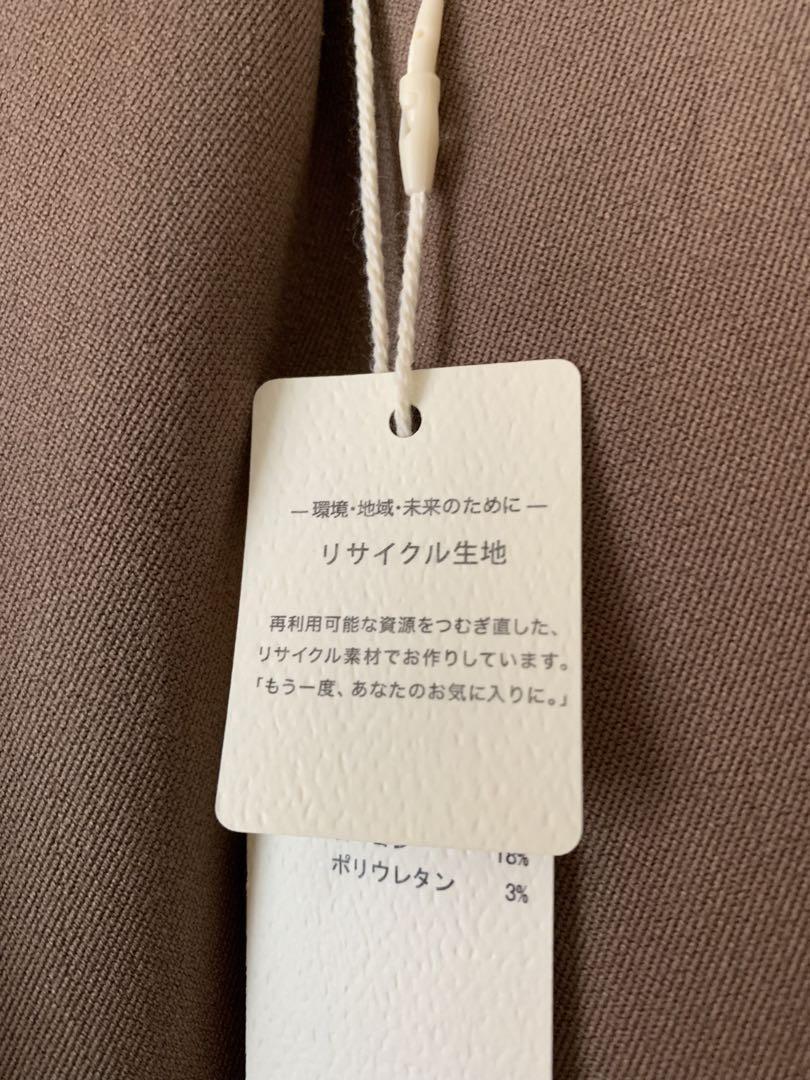 — 環境・地域・未来のために —
リサイクル生地
再利用可能な資源をつむぎ直した、
リサイクル素材でお作りしています。
「もう一度、あなたのお気に入りに。」
18%
ポリウレタン 3%